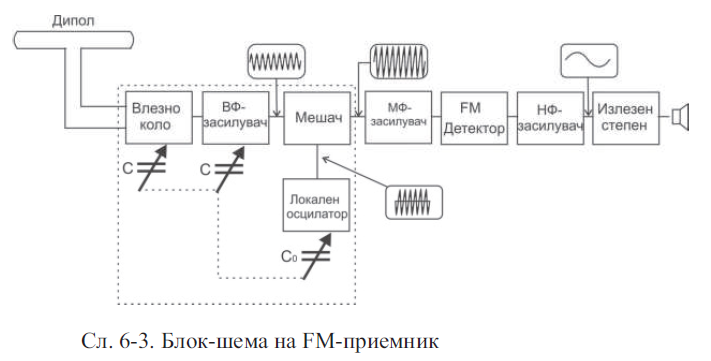 Дипол
Влезно
коло
ВФ-
засилувач
Мешач
МФ-
засилувач
FM
Детектор
НФ-
засилувач
Излезен
степен
C
C
Локален
осцилатор
C₀
Сл. 6-3. Блок-шема на FM-приемник